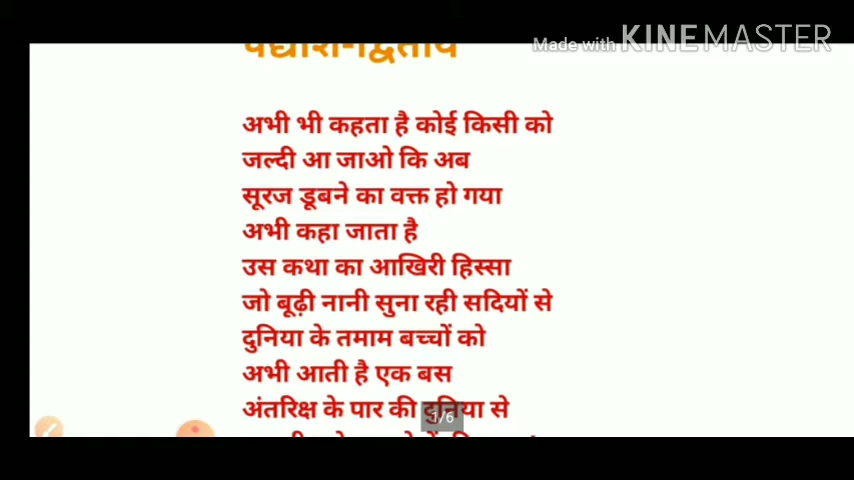 Made with KINEMASTER
अभी भी कहता है कोई किसी को
जल्दी आ जाओ कि अब
सूरज डूबने का वक्त हो गया
अभी कहा जाता है
उस कथा का आखिरी हिस्सा
जो बूढ़ी नानी सुना रही सदियों से
दुनिया के तमाम बच्चों को
अभी आती है एक बस
अंतरिक्ष के पार की दुनिया से
1/6